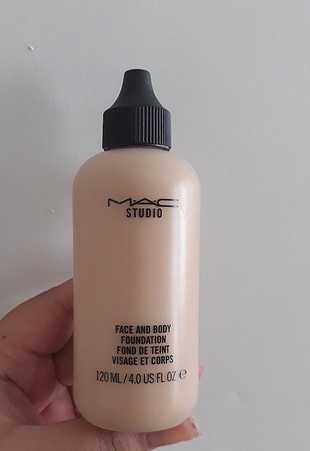 MAC
STUDIO
FACE AND BODY
FOUNDATION
FOND DE TEINT
VISAGE ET CORPS
120 ML / 4.0 US FL OZ ℮